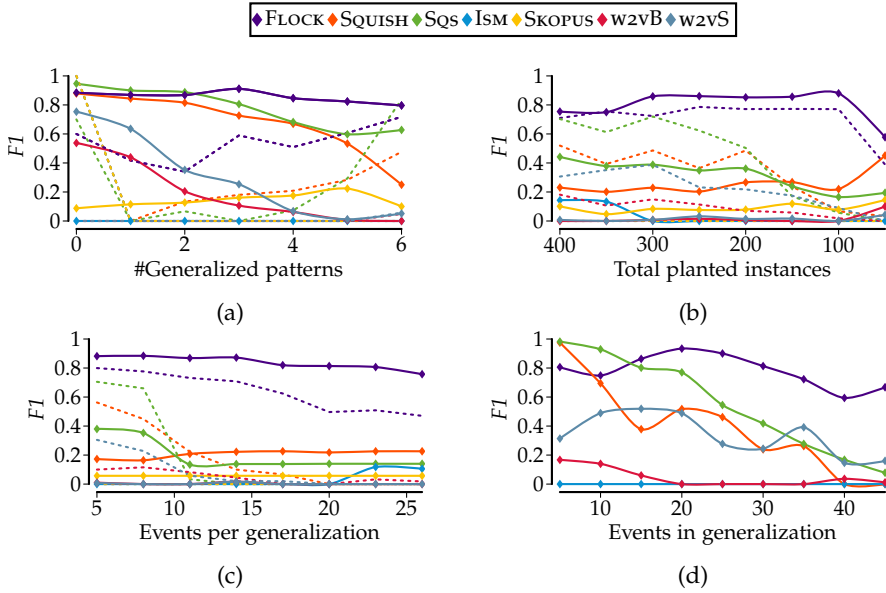 FLOCK SQUISH SQS ISM SKOPUS W2VB W2VS
1
0.8
0.6
0.4
0.2
0
F1
0 2 4 6
#Generalized patterns
(a)
1
0.8
0.6
0.4
0.2
0
F1
400 300 200 100
Total planted instances
(b)
1
0.8
0.6
0.4
0.2
0
F1
5 10 15 20 25
Events per generalization
(c)
1
0.8
0.6
0.4
0.2
0
F1
10 20 30 40
Events in generalization
(d)